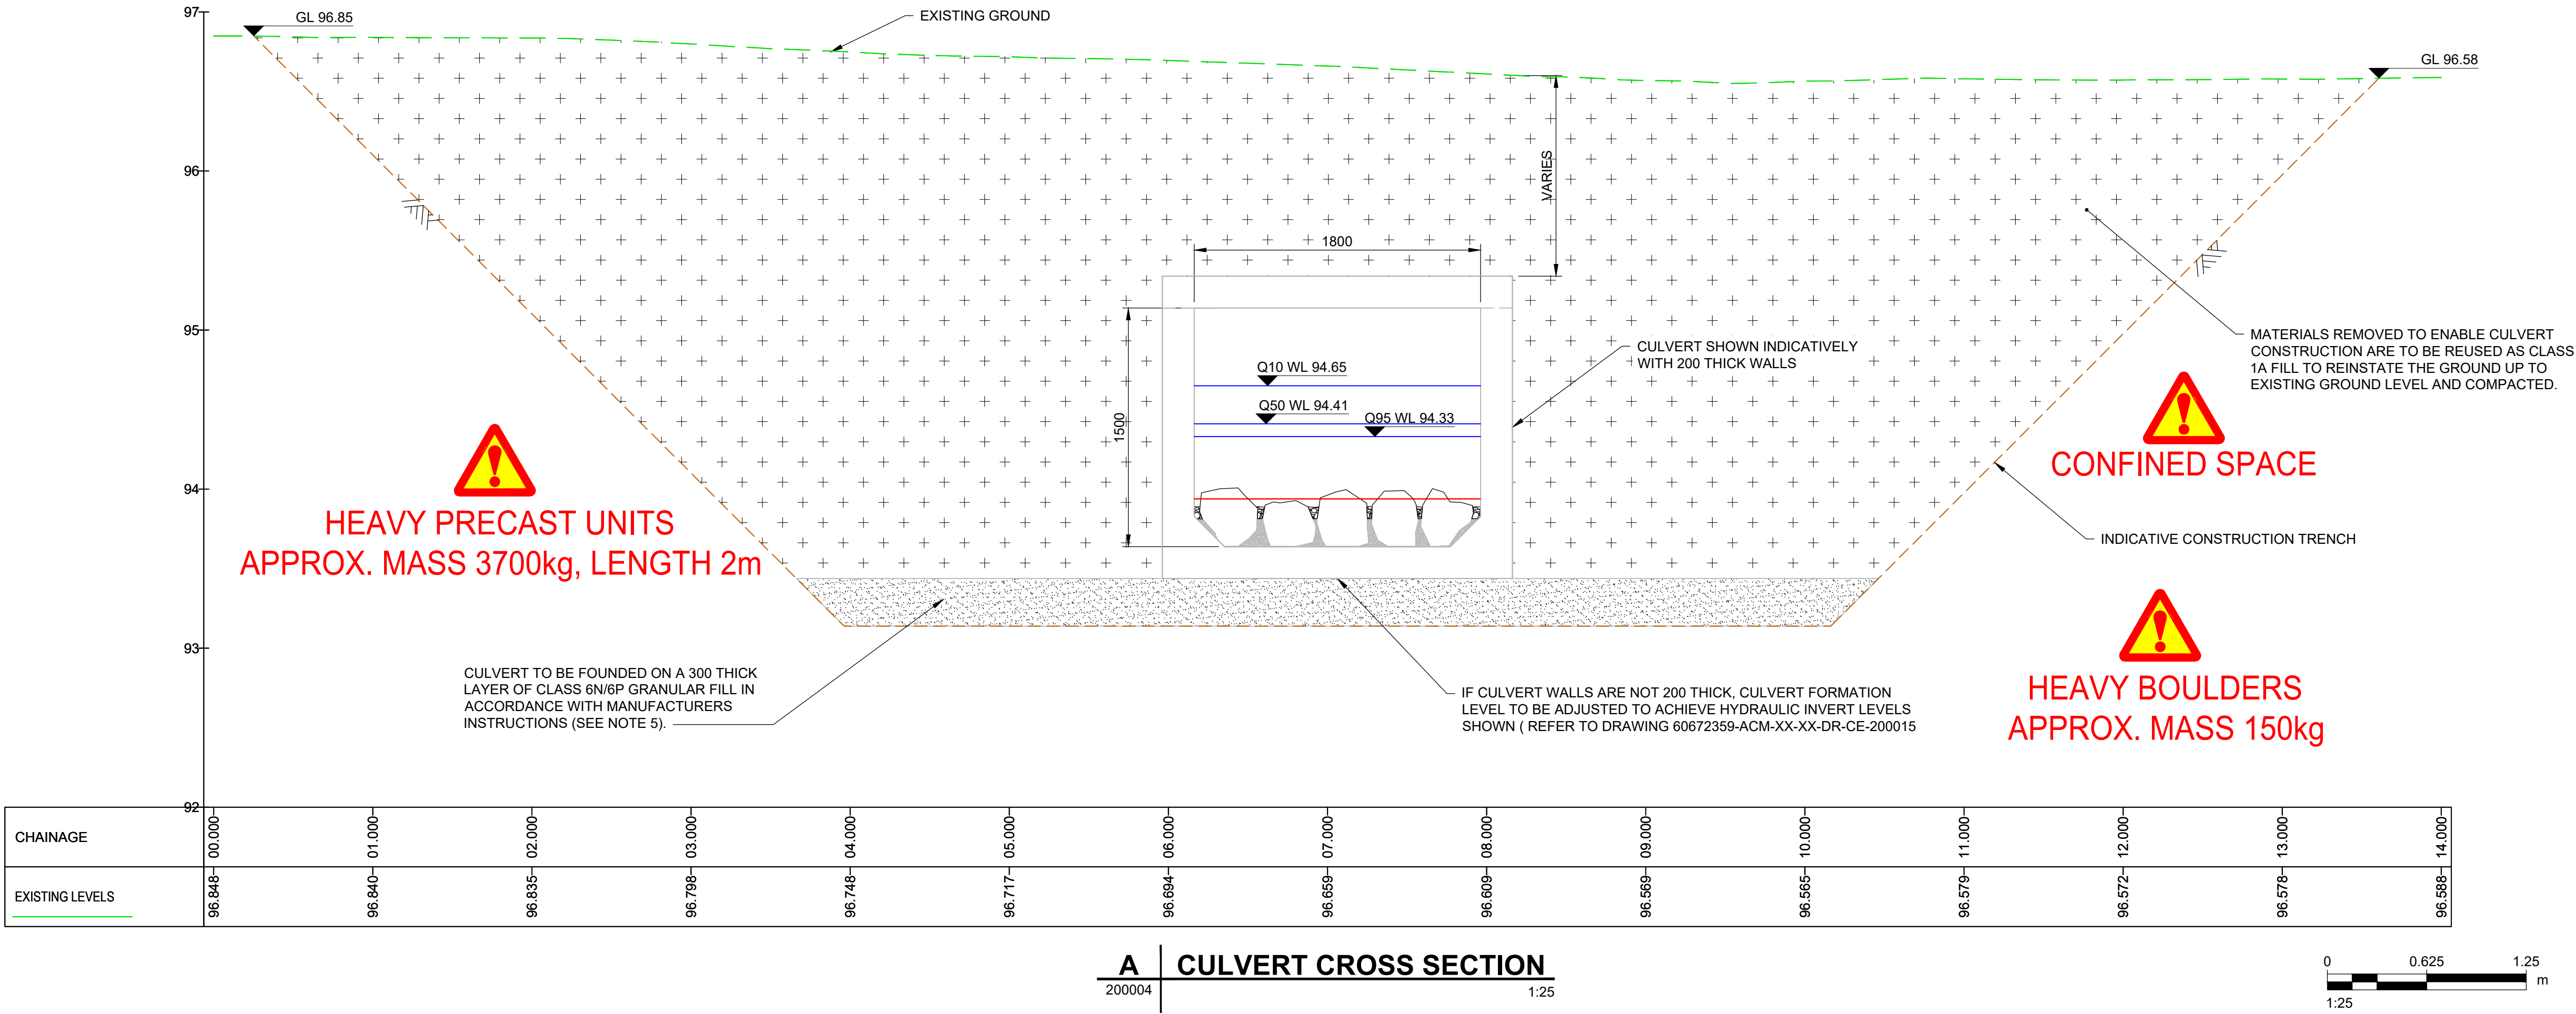 97
GL 96.85
EXISTING GROUND
GL 96.58
96
VARIES
1800
95
MATERIALS REMOVED TO ENABLE CULVERT
CONSTRUCTION ARE TO BE REUSED AS CLASS
1A FILL TO REINSTATE THE GROUND UP TO
EXISTING GROUND LEVEL AND COMPACTED.
CULVERT SHOWN INDICATIVELY
WITH 200 THICK WALLS
Q10 WL 94.65
Q50 WL 94.41
Q95 WL 94.33
1500
CONFINED SPACE
94
HEAVY PRECAST UNITS
APPROX. MASS 3700kg, LENGTH 2m
INDICATIVE CONSTRUCTION TRENCH
93
CULVERT TO BE FOUNDED ON A 300 THICK
LAYER OF CLASS 6N/6P GRANULAR FILL IN
ACCORDANCE WITH MANUFACTURERS
INSTRUCTIONS (SEE NOTE 5).
IF CULVERT WALLS ARE NOT 200 THICK, CULVERT FORMATION
LEVEL TO BE ADJUSTED TO ACHIEVE HYDRAULIC INVERT LEVELS
SHOWN ( REFER TO DRAWING 60672359-ACM-XX-XX-DR-CE-200015
HEAVY BOULDERS
APPROX. MASS 150kg
92
CHAINAGE 00.000 01.000 02.000 03.000 04.000 05.000 06.000 07.000 08.000 09.000 10.000 11.000 12.000 13.000 14.000
EXISTING LEVELS 96.848 96.840 96.835 96.798 96.748 96.717 96.694 96.659 96.609 96.569 96.565 96.579 96.572 96.578 96.588
A CULVERT CROSS SECTION
200004 1:25
0 0.625 1.25
m
1:25